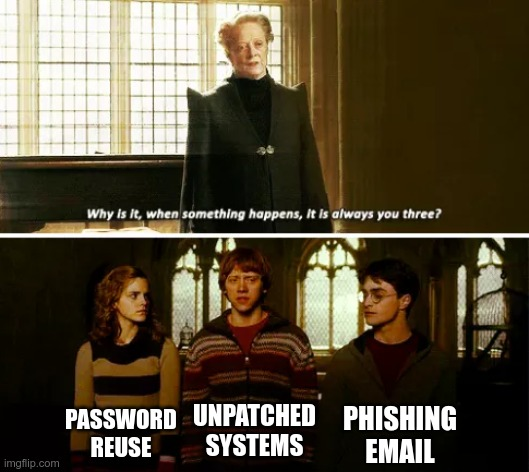 Why is it, when something happens, it is always you three?
PASSWORD
REUSE
UNPATCHED
SYSTEMS
PHISHING
EMAIL
imgflip.com